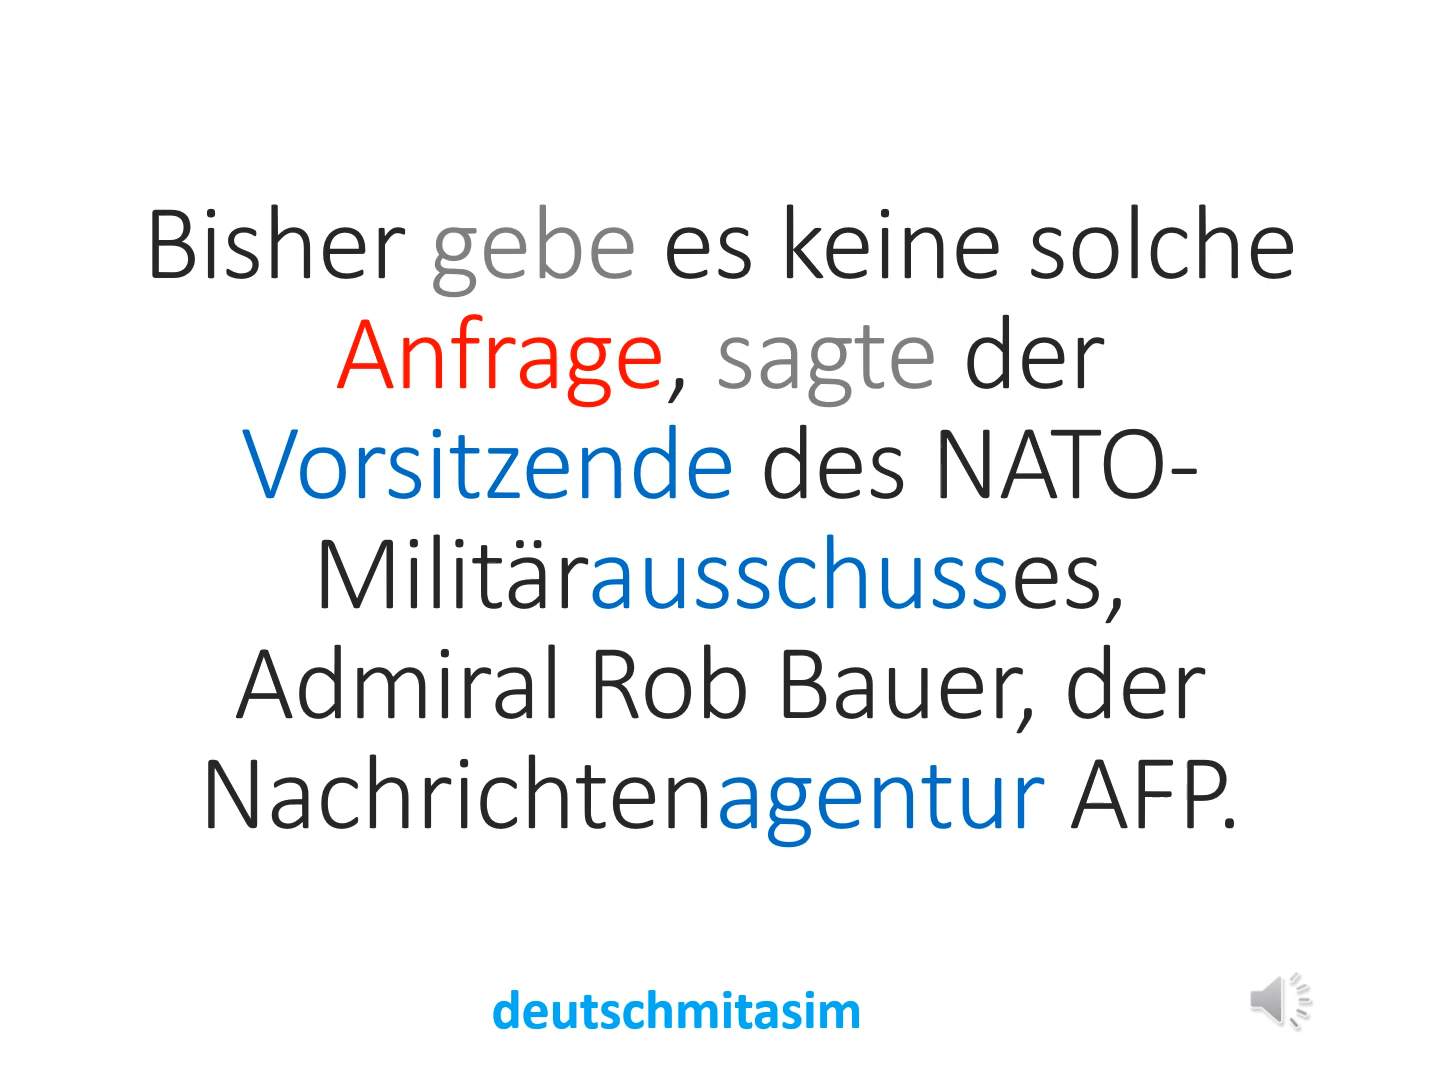 Bisher gebe es keine solche
Anfrage, sagte der
Vorsitzende des NATO-
Militärausschusses,
Admiral Rob Bauer, der
Nachrichtenagentur AFP.
deutschmitasim